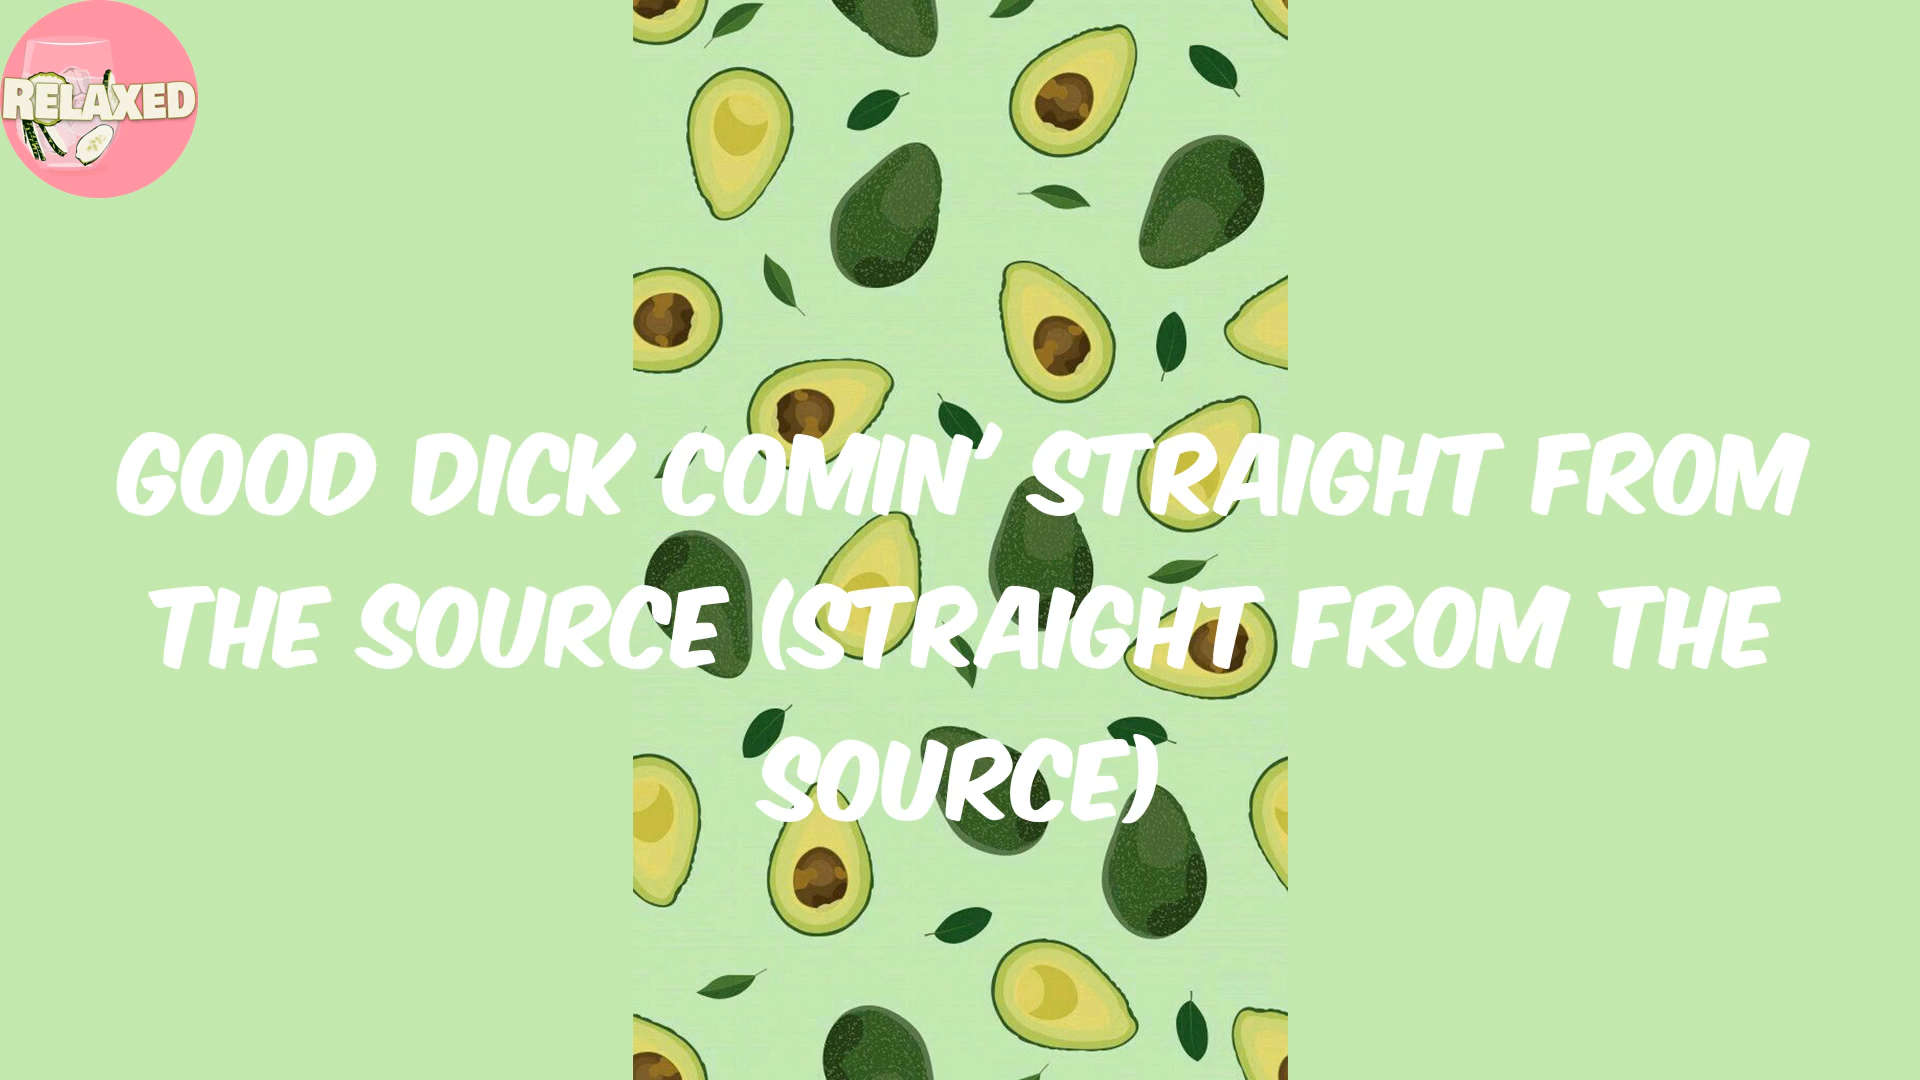 RELAXED
GOOD DICK COMIN' STRAIGHT FROM
THE SOURCE (STRAIGHT FROM THE
SOURCE)